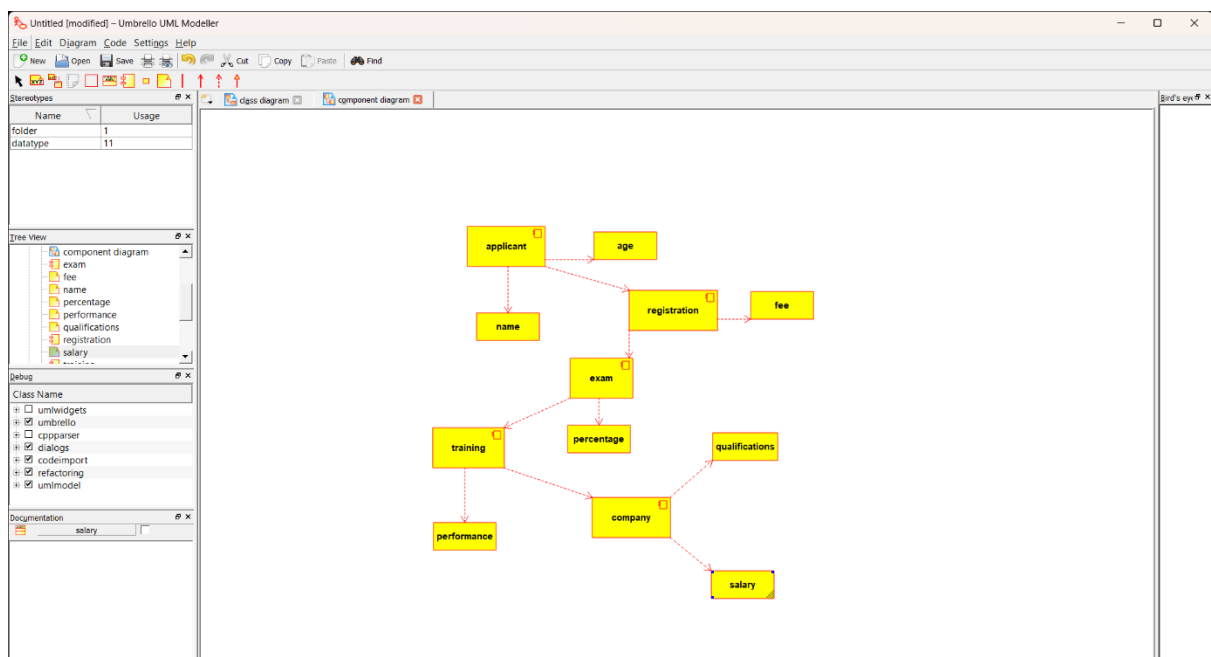 Untitled [modified] – Umbrello UML Modeller
File Edit Diagram Code Settings Help
New Open Save Cut Copy Paste Find
Stereotypes
Name Usage
folder 1
datatype 11
Tree View
component diagram
exam
fee
name
percentage
performance
qualifications
registration
salary
training
Debug
Class Name
umlwidgets
umbrello
cppparser
dialogs
codeimport
refactoring
umlmodel
Documentation
salary
class diagram component diagram
applicant
age
registration
fee
name
exam
percentage
training
qualifications
company
performance
salary
Bird's eye